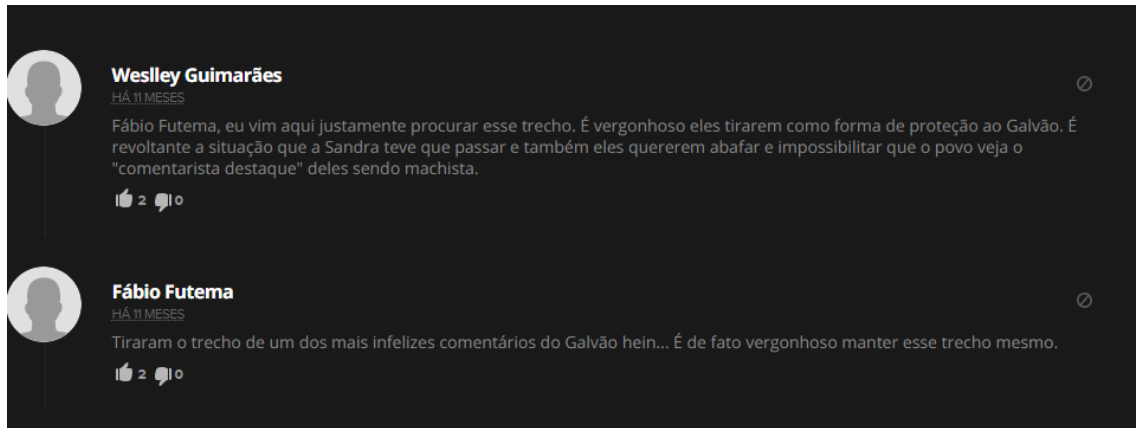 Weslley Guimarães
HÁ 11 MESES
Fábio Futema, eu vim aqui justamente procurar esse trecho. É vergonhoso eles tirarem como forma de proteção ao Galvão. É
revoltante a situação que a Sandra teve que passar e também eles quererem abafar e impossibilitar que o povo veja o
"comentarista destaque" deles sendo machista.
2 0
Fábio Futema
HÁ 11 MESES
Tiraram o trecho de um dos mais infelizes comentários do Galvão hein... É de fato vergonhoso manter esse trecho mesmo.
2 0